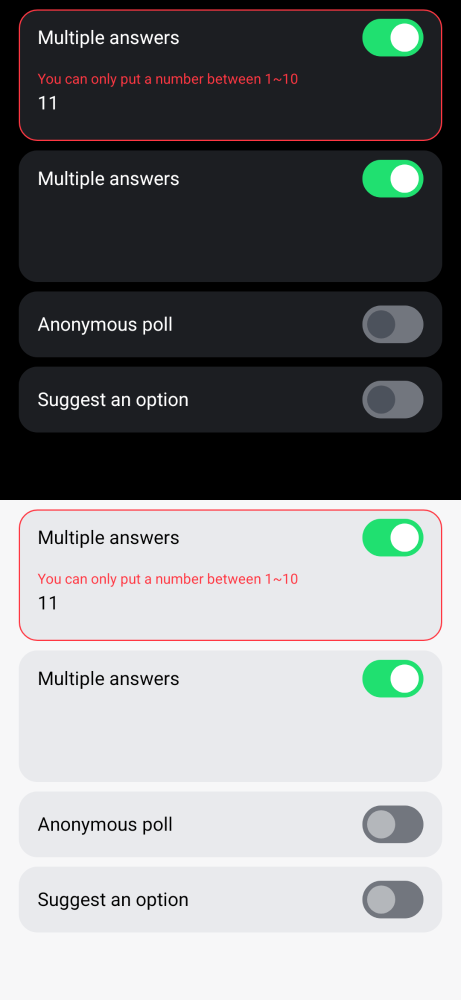 Multiple answers
You can only put a number between 1~10
11
Multiple answers
Anonymous poll
Suggest an option
Multiple answers
You can only put a number between 1~10
11
Multiple answers
Anonymous poll
Suggest an option